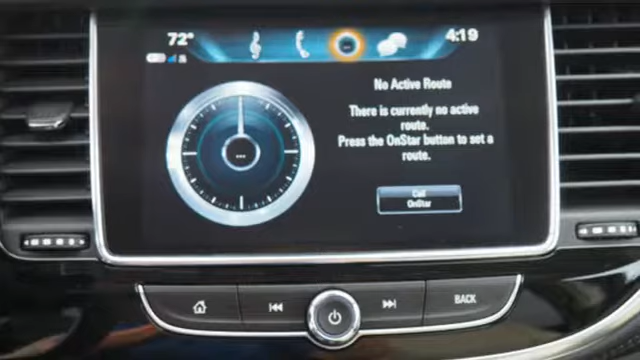 72°
4:19
No Active Route
There is currently no active
route.
Press the OnStar button to set a
route.
Call
OnStar
BACK